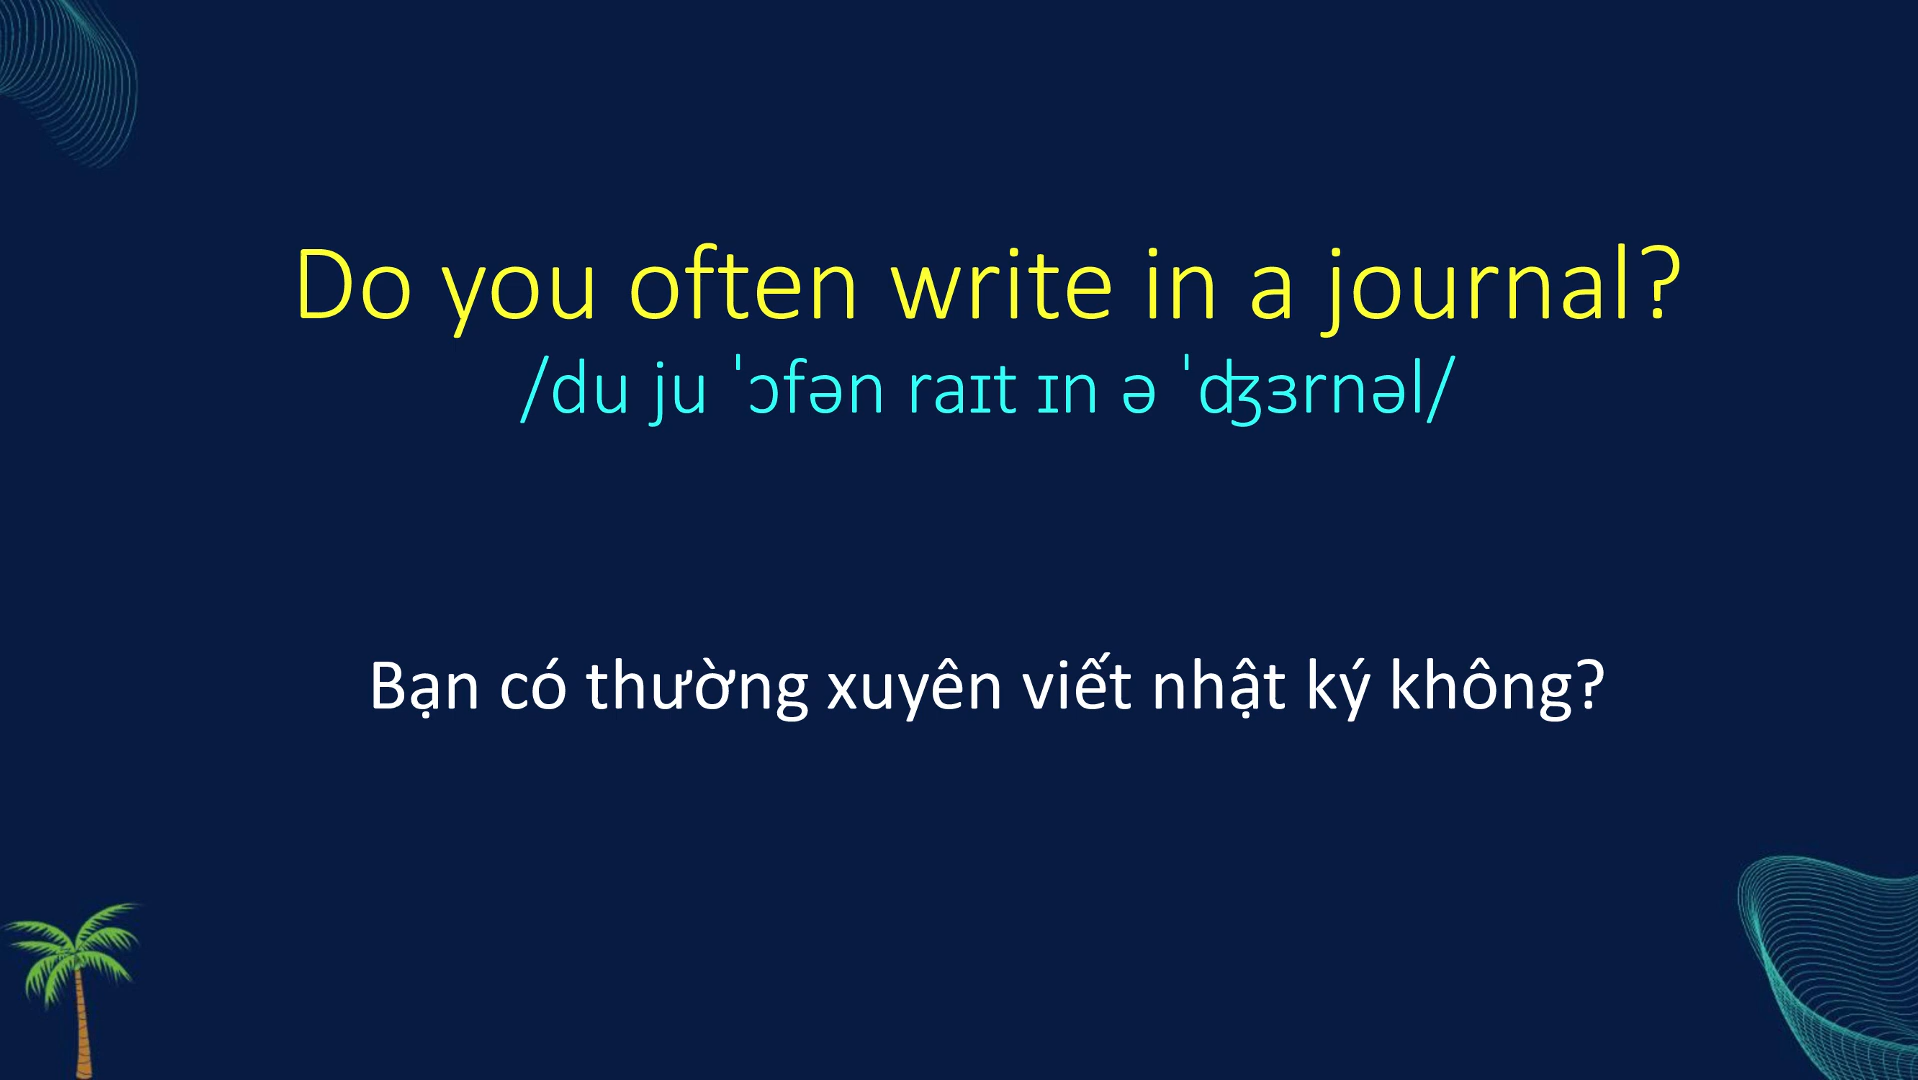 Do you often write in a journal?
/du ju ˈɔfən raɪt ɪn ə ˈʤɜrnəl/
Bạn có thường xuyên viết nhật ký không?